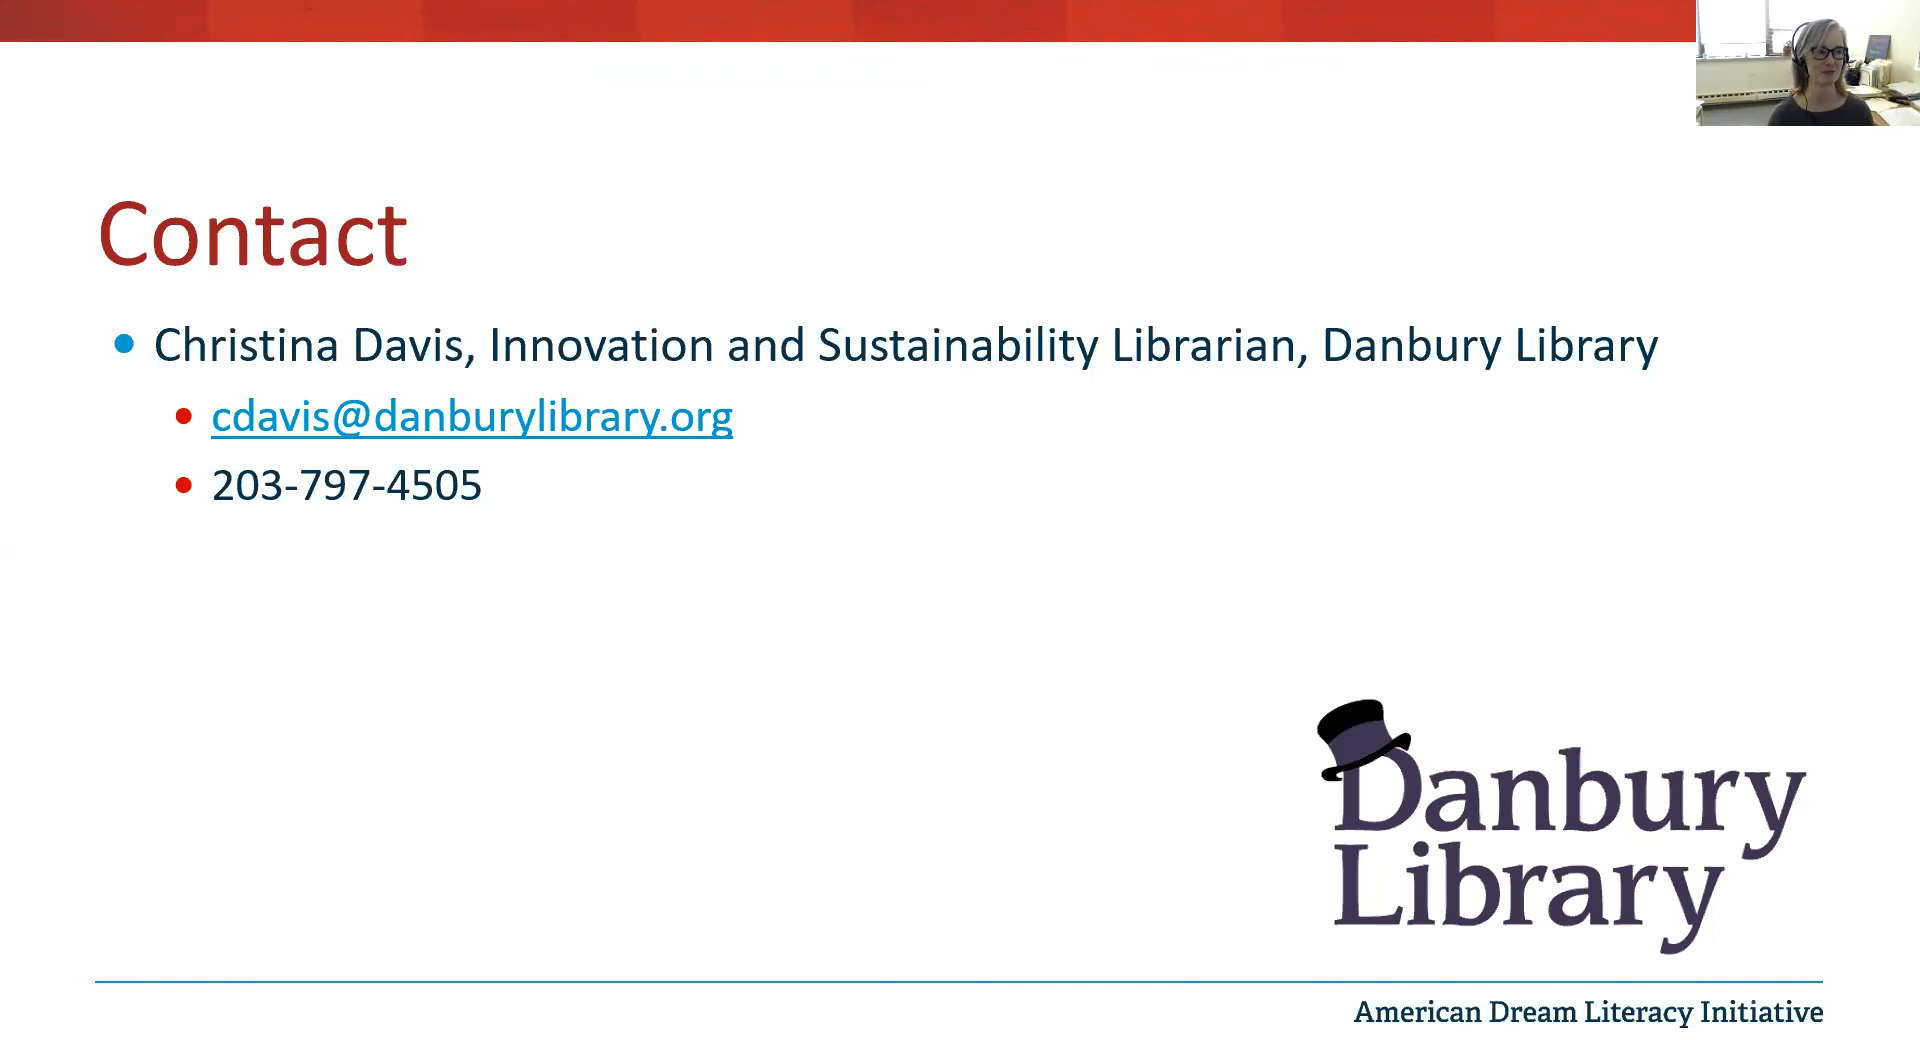 Contact
Christina Davis, Innovation and Sustainability Librarian, Danbury Library
cdavis@danburylibrary.org
203-797-4505
Danbury
Library
American Dream Literacy Initiative